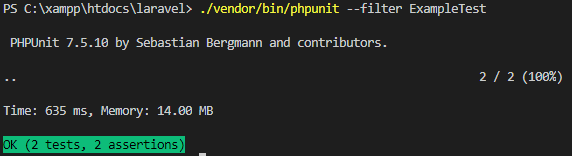 PS C:\xampp\htdocs\laravel> ./vendor/bin/phpunit --filter ExampleTest
PHPUnit 7.5.10 by Sebastian Bergmann and contributors.
.. 2 / 2 (100%)
Time: 635 ms, Memory: 14.00 MB
OK (2 tests, 2 assertions)